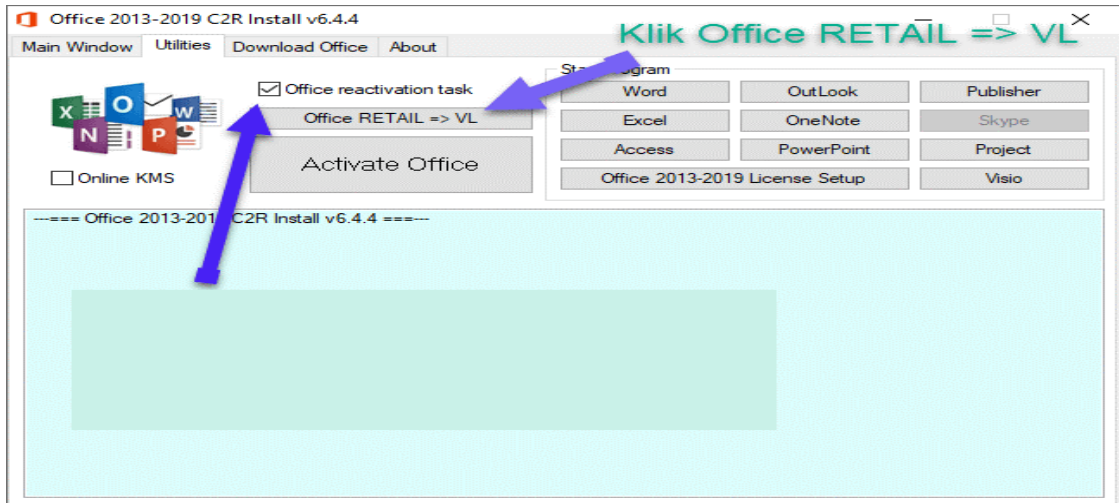 Office 2013-2019 C2R Install v6.4.4
Klik Office RETAIL => VL
Main Window Utilities Download Office About
Office reactivation task
Office RETAIL => VL
Activate Office
Online KMS
Word OutLook Publisher
Excel OneNote Skype
Access PowerPoint Project
Office 2013-2019 License Setup Visio
---=== Office 2013-201 C2R Install v6.4.4 ===---